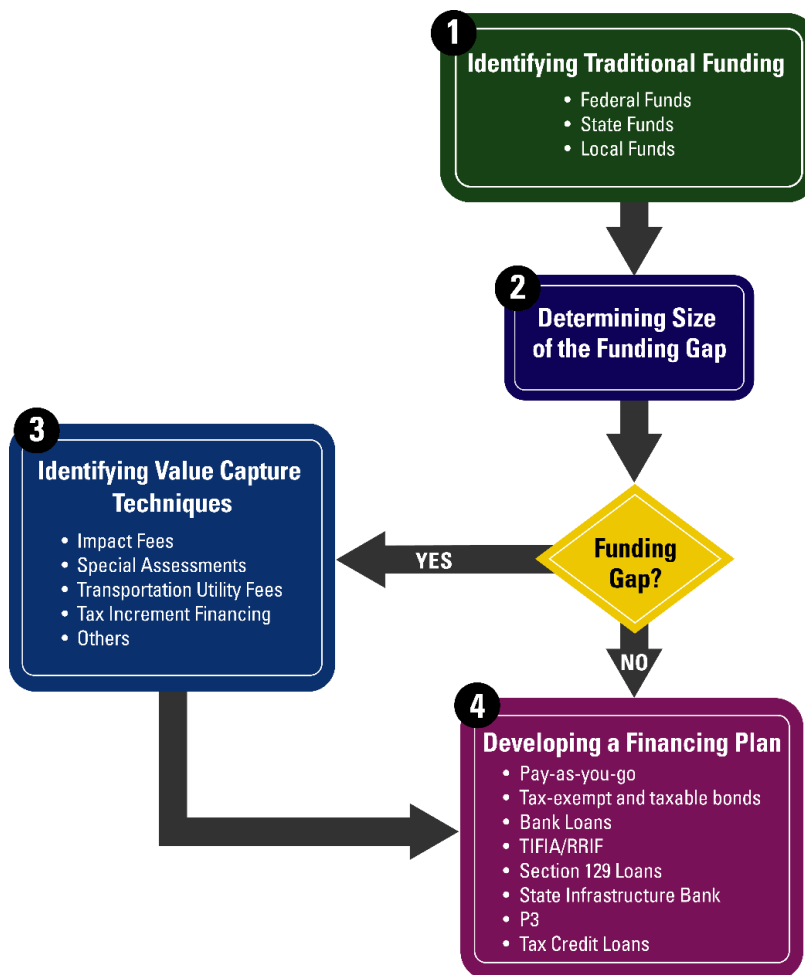 1
Identifying Traditional Funding
• Federal Funds
• State Funds
• Local Funds
2
Determining Size
of the Funding Gap
Funding
Gap?
YES
NO
3
Identifying Value Capture
Techniques
• Impact Fees
• Special Assessments
• Transportation Utility Fees
• Tax Increment Financing
• Others
4
Developing a Financing Plan
• Pay-as-you-go
• Tax-exempt and taxable bonds
• Bank Loans
• TIFIA/RRIF
• Section 129 Loans
• State Infrastructure Bank
• P3
• Tax Credit Loans